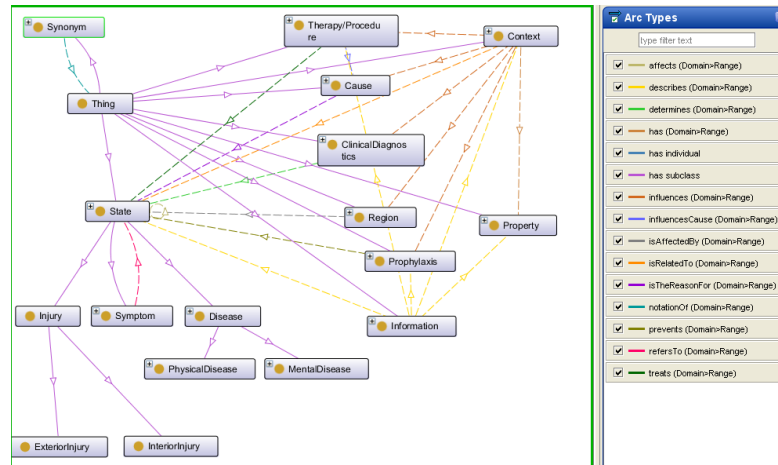 Synonym
Therapy/Procedu
re
Context
Cause
Thing
ClinicalDiagnos
tics
State
Region
Property
Prophylaxis
Injury
Symptom
Disease
Information
PhysicalDisease
MentalDisease
ExteriorInjury
InteriorInjury
Arc Types
type filter text
affects (Domain>Range)
describes (Domain>Range)
determines (Domain>Range)
has (Domain>Range)
has individual
has subclass
influences (Domain>Range)
influencesCause (Domain>Range)
isAffectedBy (Domain>Range)
isRelatedTo (Domain>Range)
isTheReasonFor (Domain>Range)
notationOf (Domain>Range)
prevents (Domain>Range)
refersTo (Domain>Range)
treats (Domain>Range)